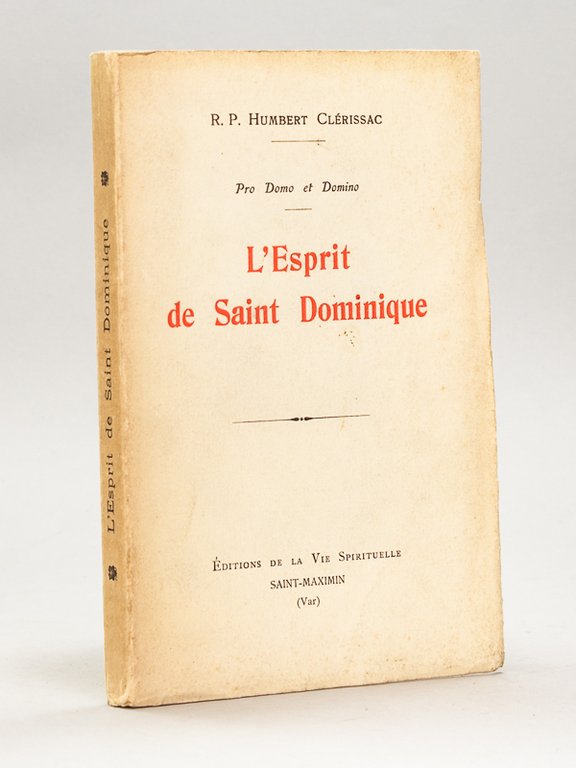 R. P. Humbert Clérissac
Pro Domo et Domino
L'Esprit
de Saint Dominique
Éditions de la Vie Spirituelle
SAINT-MAXIMIN
(Var)
L'Esprit de Saint Dominique